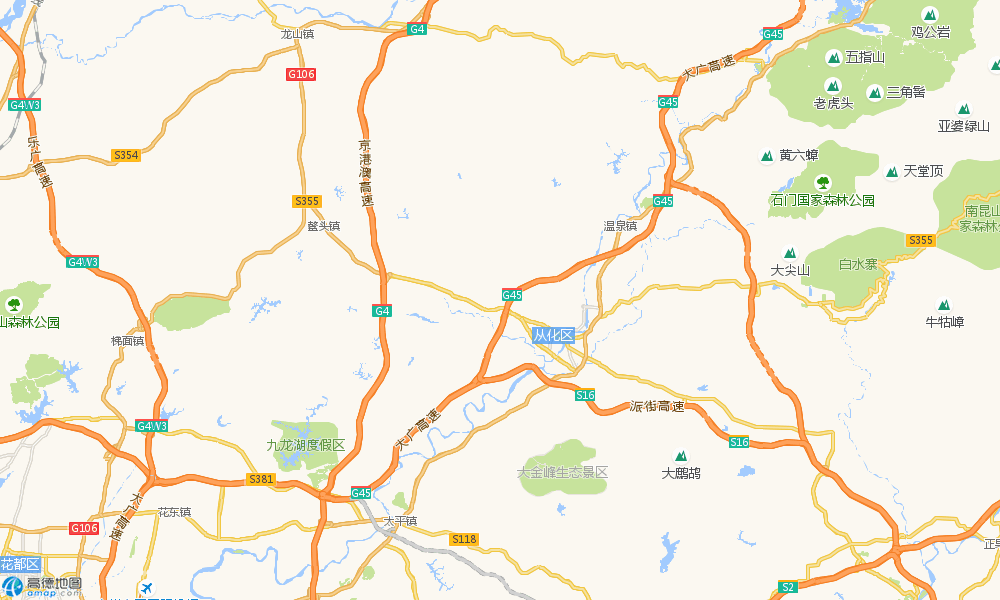 鸡公岩
G4
G45
龙山镇
五指山
大广高速
G106
老虎头
三角髻
G45
G4W3
亚婆绿山
乐广高速
京港澳高速
S354
黄六蟑
天堂顶
石门国家森林公园
S355
G45
南昆山
家森林公
鳌头镇
温泉镇
S355
G4W3
大尖山
白水寨
G45
山森林公园
G4
牛牯嶂
从化区
梯面镇
S16
派街高速
大广高速
G4W3
九龙湖度假区
S16
大金峰生态景区
大鹏鸪
S381
G45
大广高速
花东镇
太平镇
G106
S118
花都区
高德地图
amap.com
S2